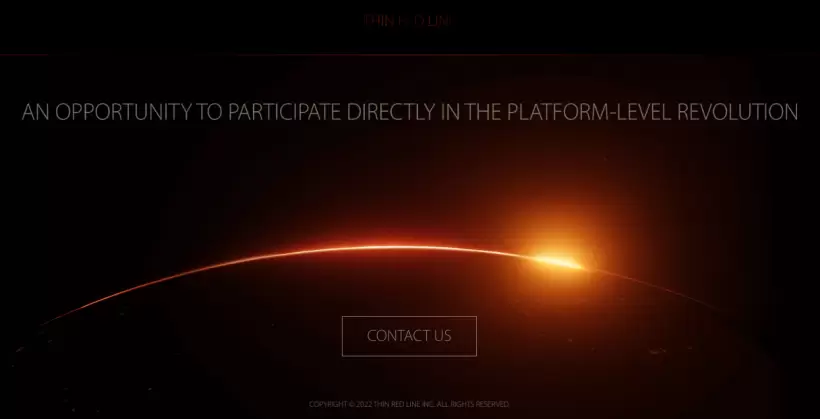 THIN RED LINE
AN OPPORTUNITY TO PARTICIPATE DIRECTLY IN THE PLATFORM-LEVEL REVOLUTION
CONTACT US
COPYRIGHT © 2022 THIN RED LINE INC. ALL RIGHTS RESERVED.